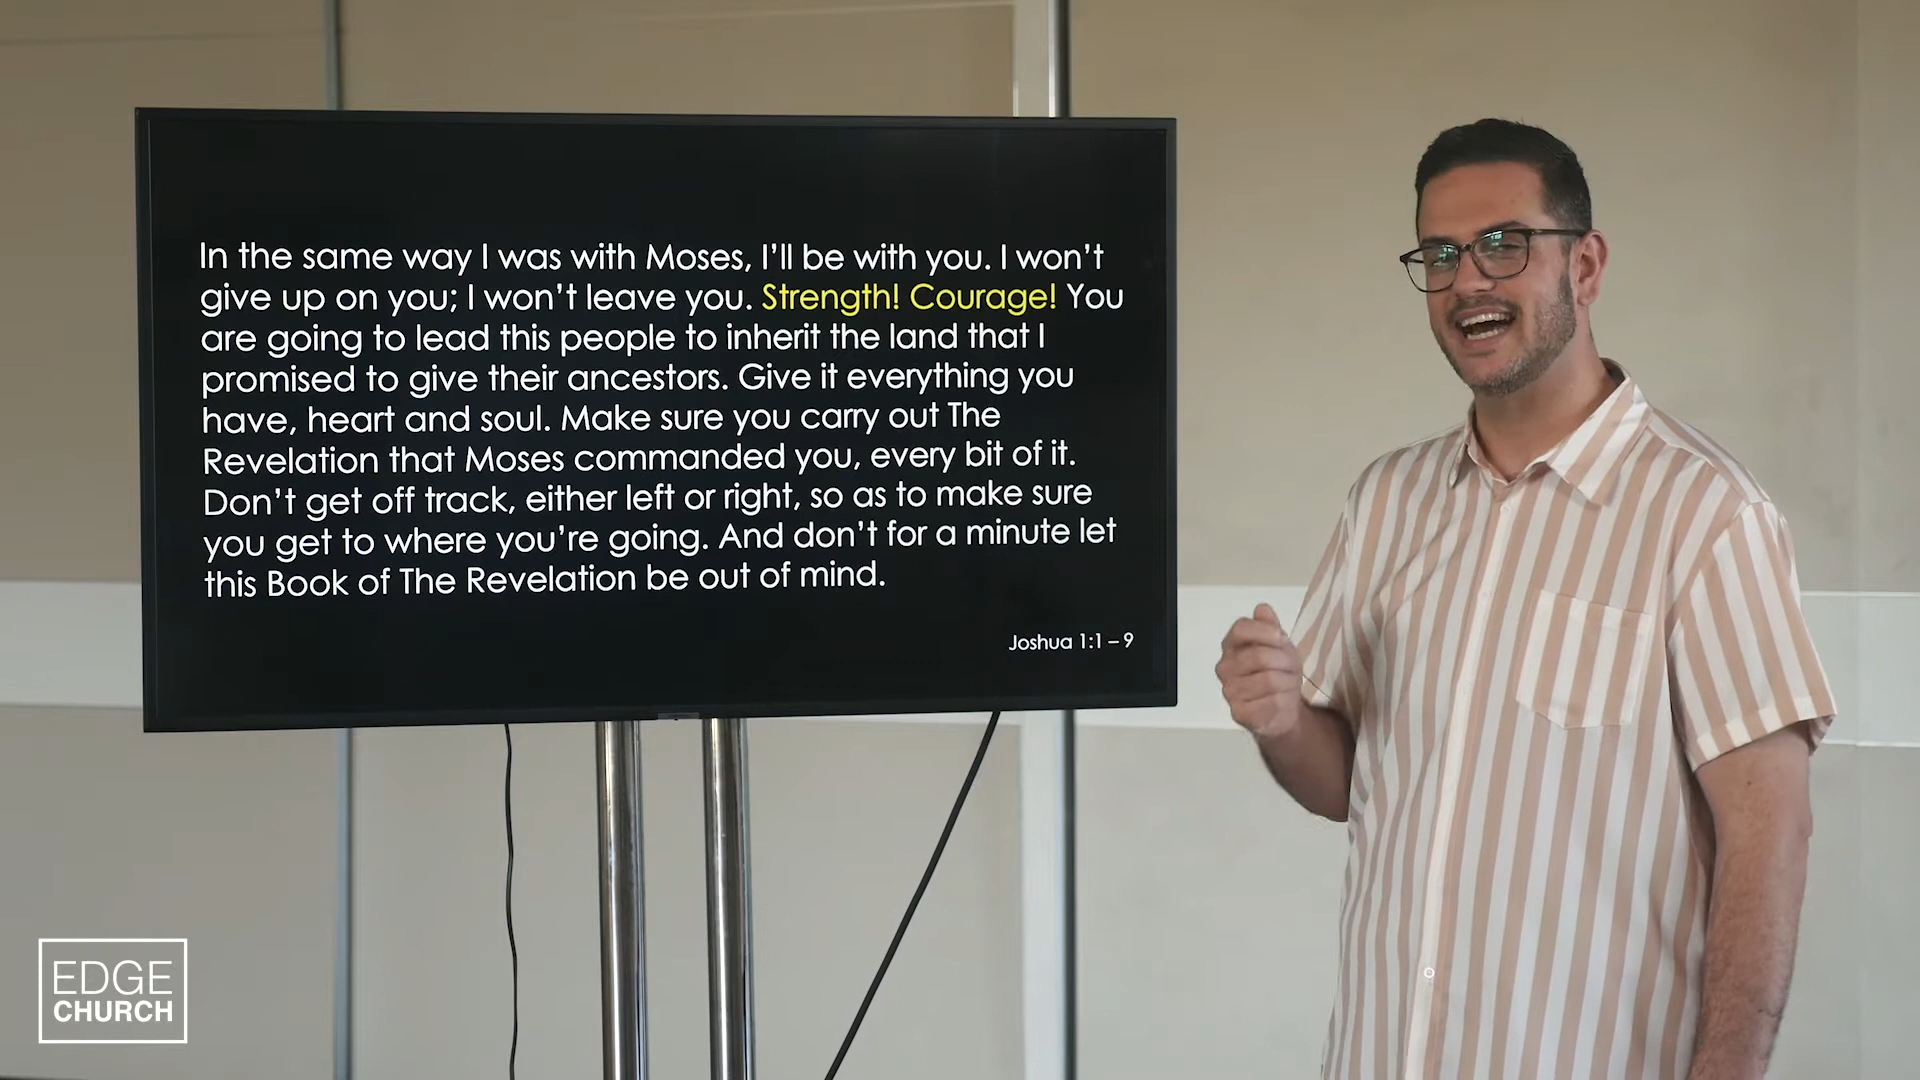 In the same way I was with Moses, I'll be with you. I won't
give up on you; I won't leave you. Strength! Courage! You
are going to lead this people to inherit the land that I
promised to give their ancestors. Give it everything you
have, heart and soul. Make sure you carry out The
Revelation that Moses commanded you, every bit of it.
Don't get off track, either left or right, so as to make sure
you get to where you're going. And don't for a minute let
this Book of The Revelation be out of mind.
Joshua 1:1 – 9
EDGE
CHURCH